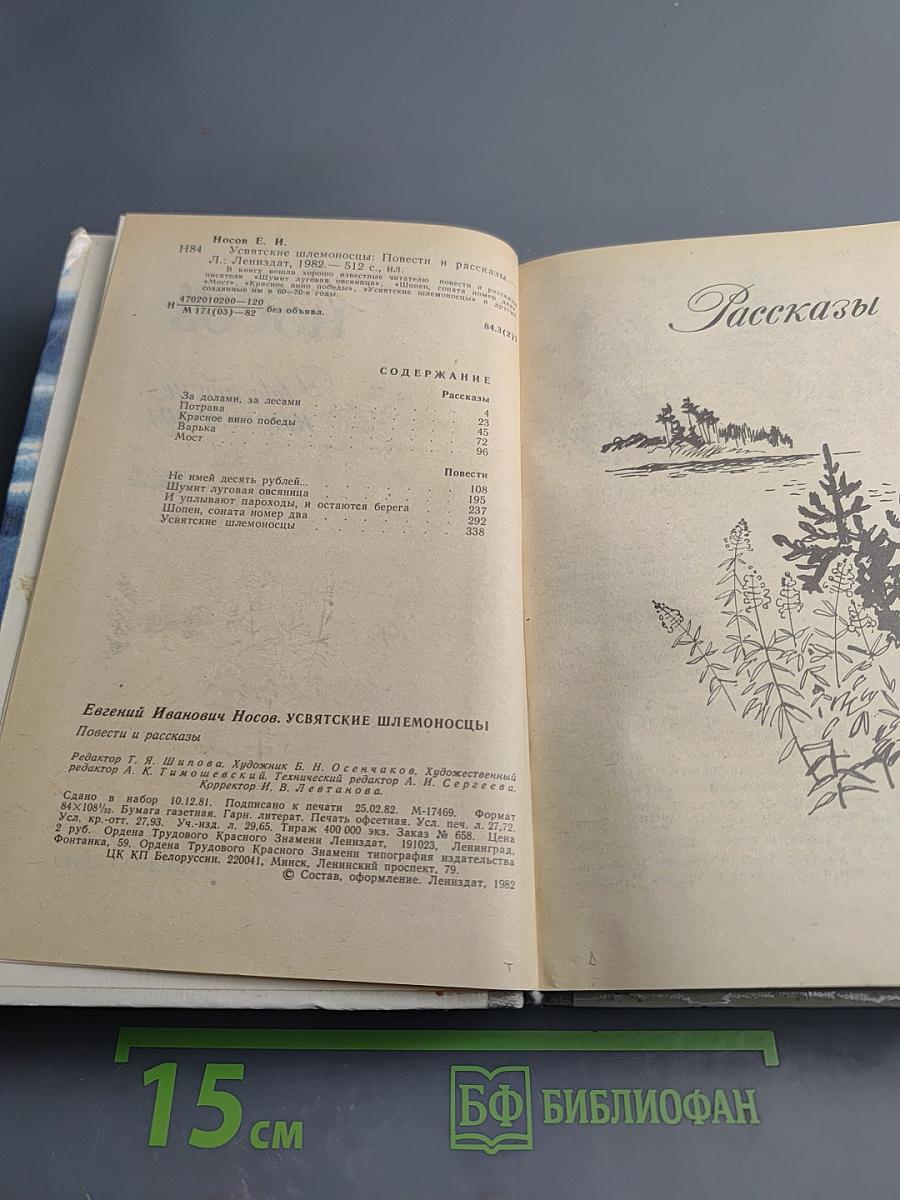 Носов Е. И.
Н84 Усвятские шлемоносцы: Повести и рассказы.—
Л.: Лениздат, 1982.— 512 с., ил.
В книгу вошли хорошо известные читателю повести и рассказы
писателя «Шумит луговая овсяница», «Шопен, соната номер два»,
«Мост», «Красное вино победы», «Усвятские шлемоносцы» и другие,
созданные им в 60—70-е годы.
Н 4702010200—120
М 171(03)—82 без объявл.
84.3(2)7
СОДЕРЖАНИЕ
Рассказы
За долами, за лесами 4
Потрава 23
Красное вино победы 45
Варька 72
Мост 96
Повести
Не имей десять рублей... 108
Шумит луговая овсяница 195
И уплывают пароходы, и остаются берега 237
Шопен, соната номер два 292
Усвятские шлемоносцы 338
Евгений Иванович Носов. УСВЯТСКИЕ ШЛЕМОНОСЦЫ
Повести и рассказы
Редактор Т. Я. Шипова. Художник Б. Н. Осенчаков. Художественный
редактор А. К. Тимошевский. Технический редактор А. И. Сергеева.
Корректор И. В. Левтанова.
Сдано в набор 10.12.81. Подписано к печати 25.02.82. М-17469. Формат
84×108¹/₃₂. Бумага газетная. Гарн. литерат. Печать офсетная. Усл. печ. л. 27,72.
Усл. кр.-отт. 27,93. Уч.-изд. л. 29,65. Тираж 400 000 экз. Заказ № 658. Цена
2 руб. Ордена Трудового Красного Знамени Лениздат, 191023, Ленинград,
Фонтанка, 59. Ордена Трудового Красного Знамени типография издательства
ЦК КП Белоруссии. 220041, Минск, Ленинский проспект, 79.
© Состав, оформление. Лениздат, 1982
Рассказы
15 см
БФ БИБЛИОФАН